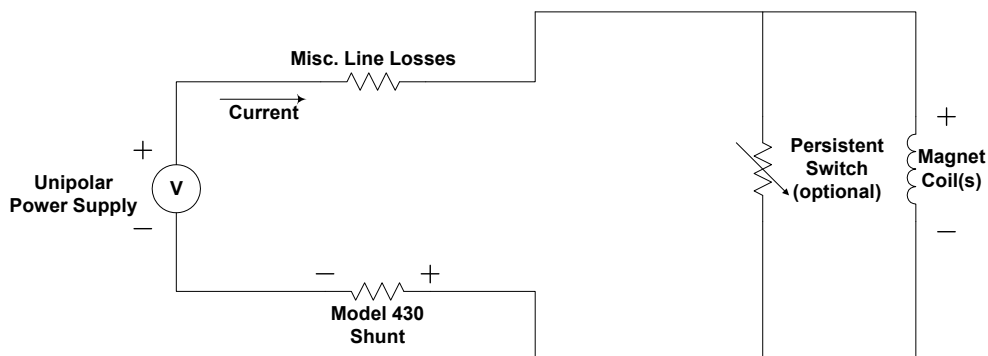 Misc. Line Losses
Current
+
Unipolar
Power Supply
V
−
Persistent
Switch
(optional)
+
Magnet
Coil(s)
−
− +
Model 430
Shunt